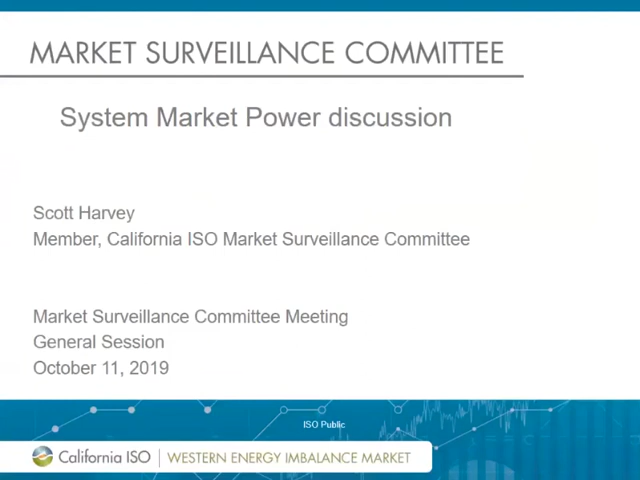 MARKET SURVEILLANCE COMMITTEE
System Market Power discussion
Scott Harvey
Member, California ISO Market Surveillance Committee
Market Surveillance Committee Meeting
General Session
October 11, 2019
ISO Public
California ISO | WESTERN ENERGY IMBALANCE MARKET